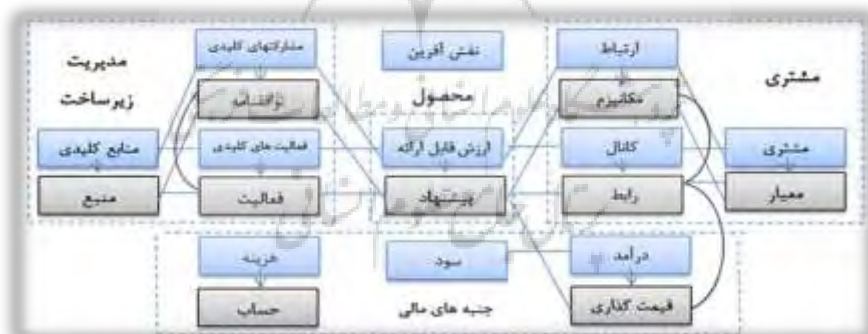 مشتری
ارتباط
مکانیزم
کانال
مشتری
رابط
معیار
نقش آفرین
محصول
ارزش قابل ارائه
پیشنهاد
مدیریت
زیرساخت
مشارکتهای کلیدی
توافقنامه
منابع کلیدی
فعالیت های کلیدی
منبع
فعالیت
درآمد
قیمت گذاری
سود
جنبه های مالی
هزینه
حساب